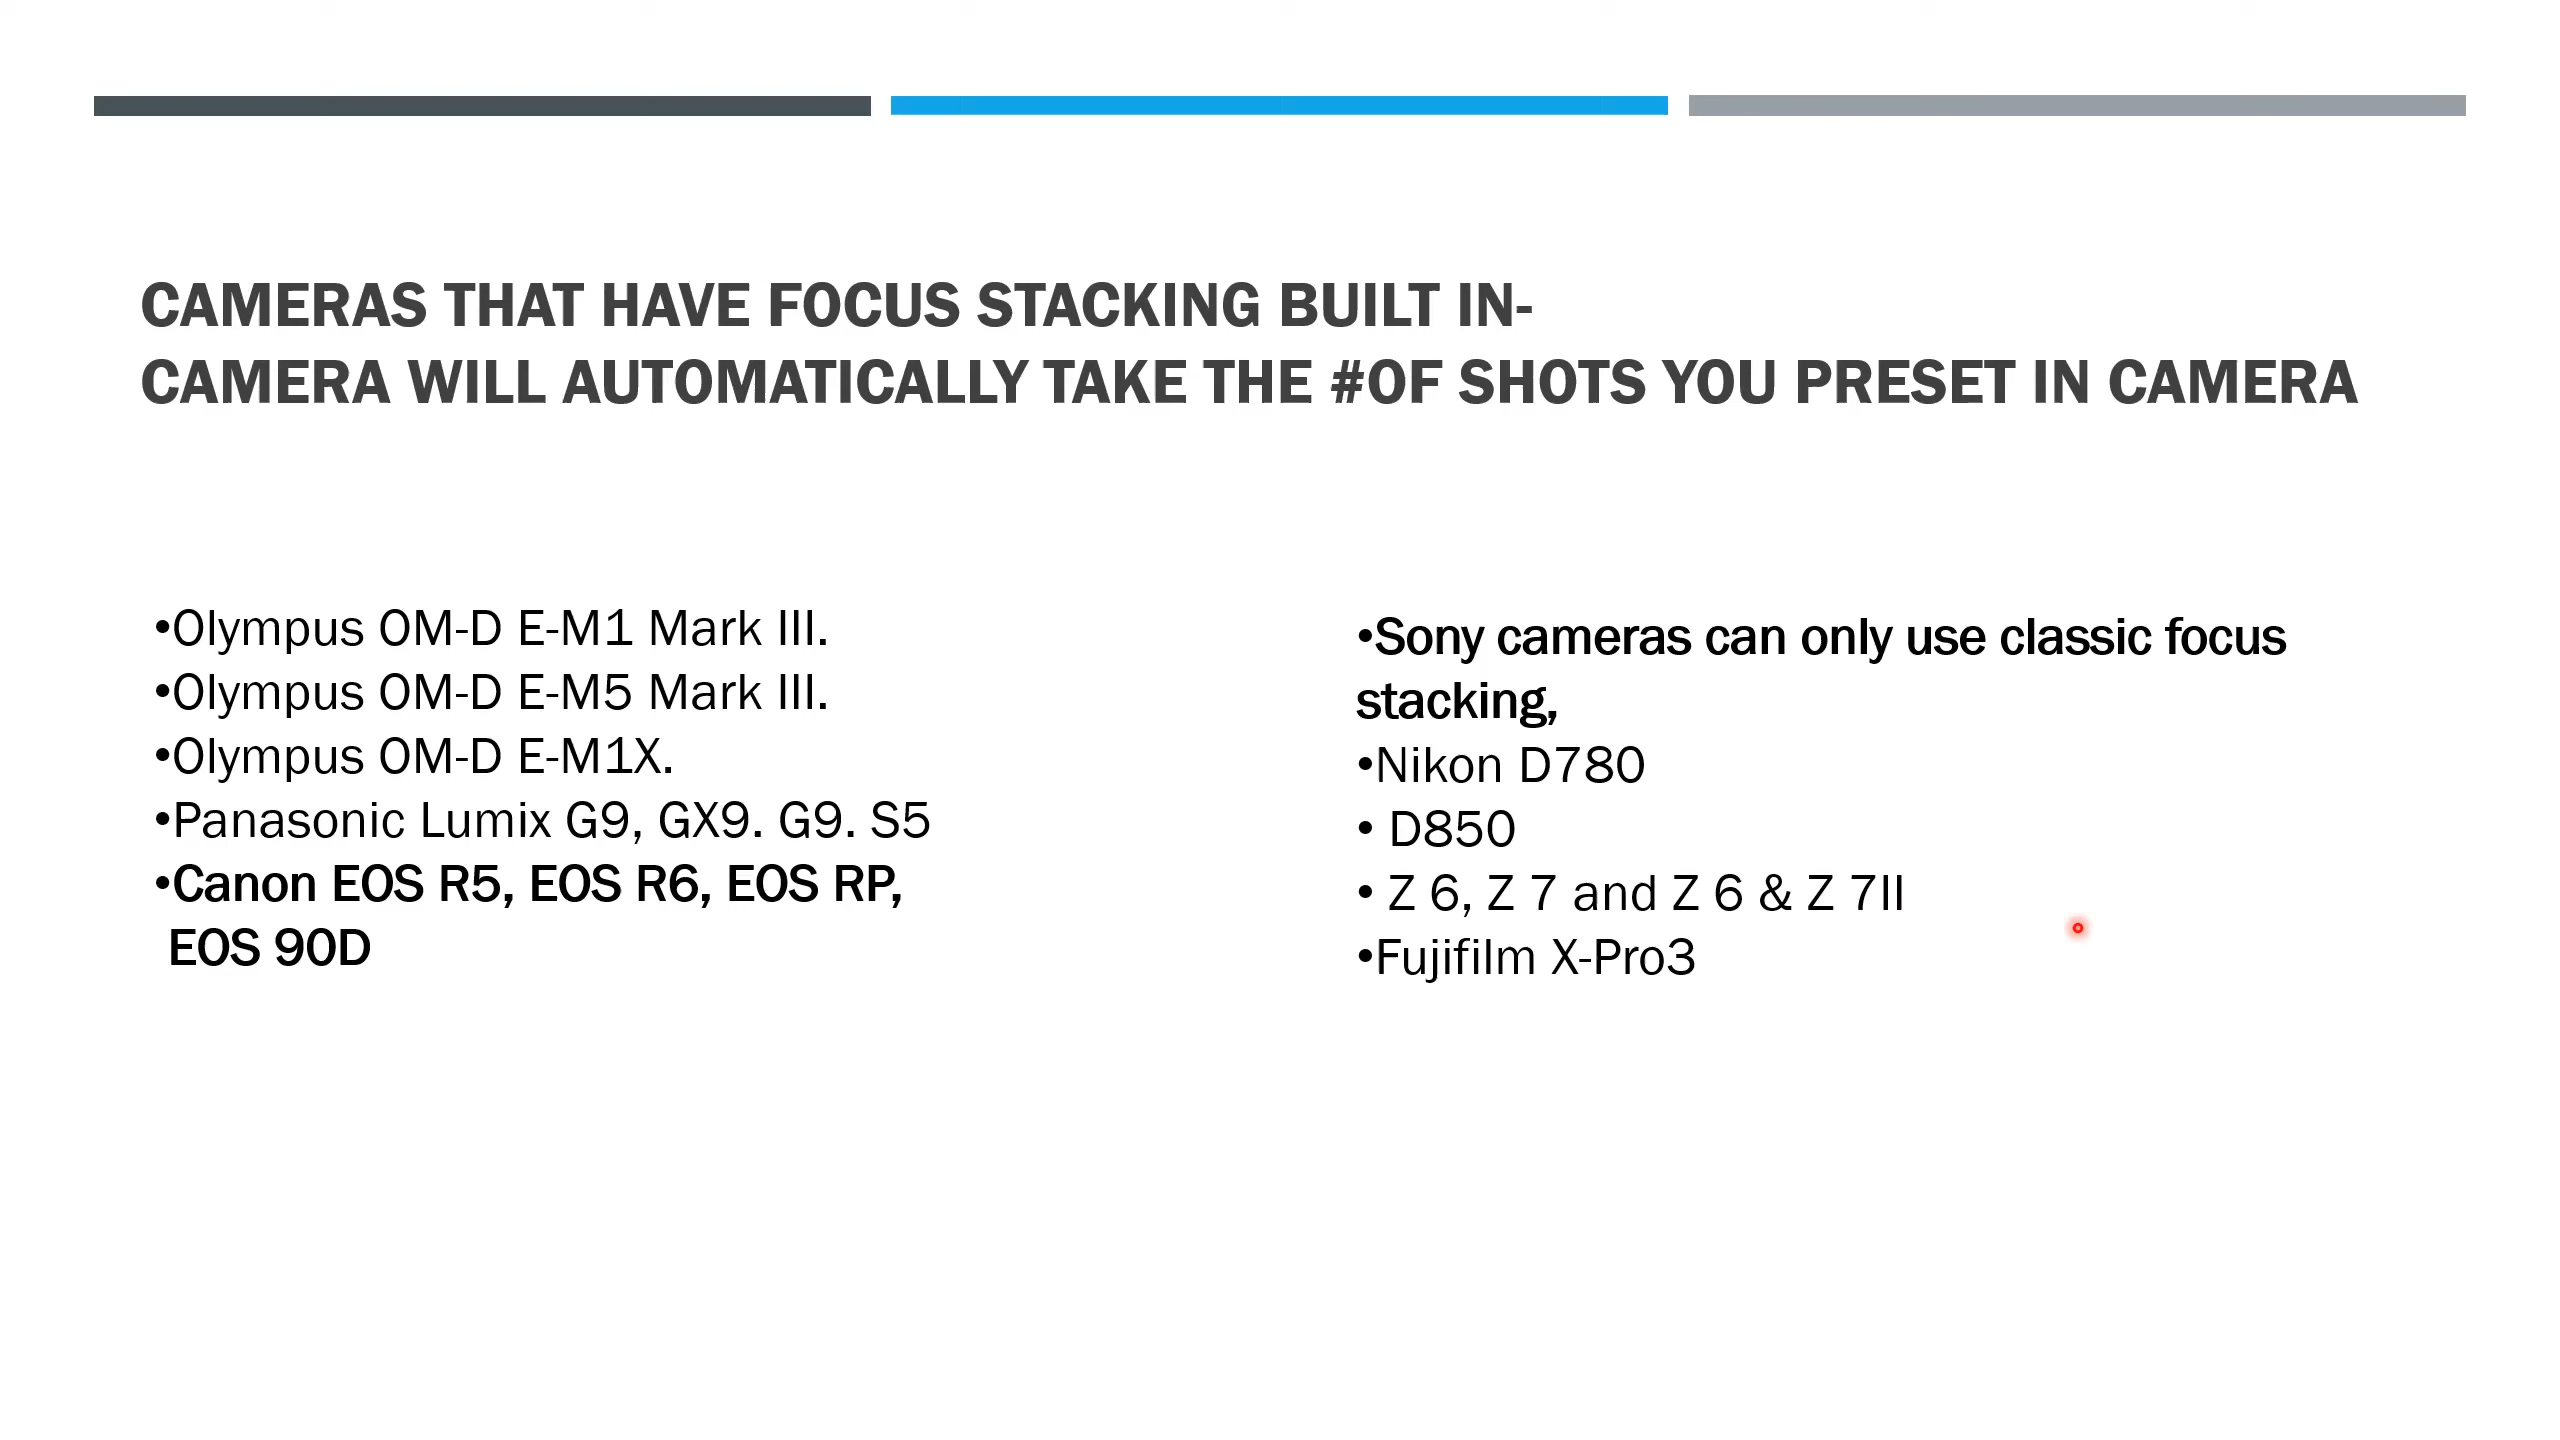 CAMERAS THAT HAVE FOCUS STACKING BUILT IN-
CAMERA WILL AUTOMATICALLY TAKE THE #OF SHOTS YOU PRESET IN CAMERA
•Olympus OM-D E-M1 Mark III.
•Olympus OM-D E-M5 Mark III.
•Olympus OM-D E-M1X.
•Panasonic Lumix G9, GX9. G9. S5
•Canon EOS R5, EOS R6, EOS RP,
EOS 90D
•Sony cameras can only use classic focus
stacking,
•Nikon D780
• D850
• Z 6, Z 7 and Z 6 & Z 7II
•Fujifilm X-Pro3